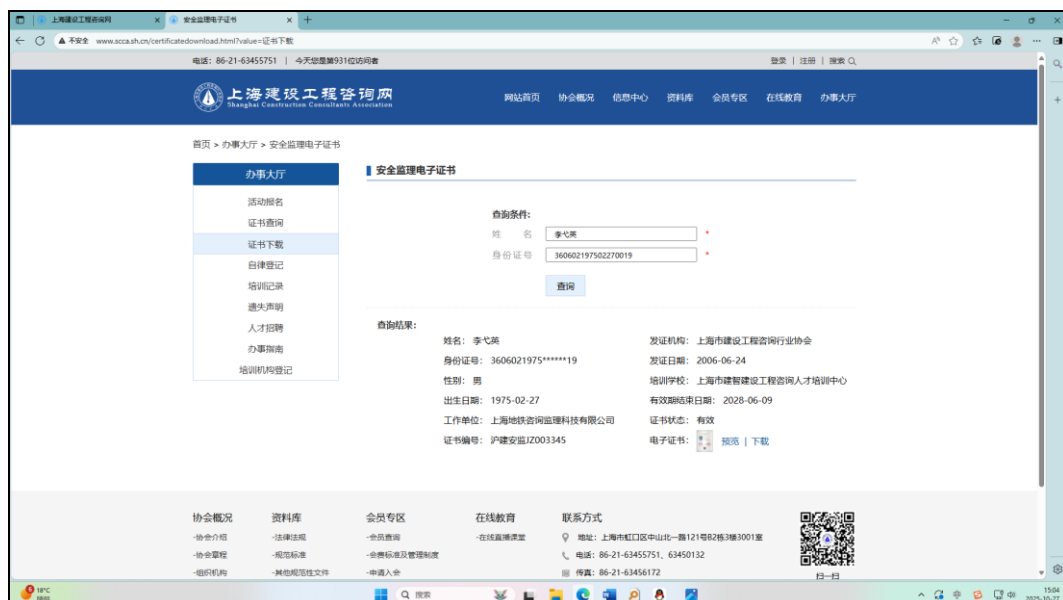 上海建设工程咨询网
安全监理电子证书
不安全 www.scca.sh.cn/certificatedownload.html?value=证书下载
电话：86-21-63455751 | 今天您是第931位访问者
登录 | 注册 | 搜索
上海建设工程咨询网
Shanghai Construction Consultants Association
网站首页 协会概况 信息中心 资料库 会员专区 在线教育 办事大厅
首页 > 办事大厅 > 安全监理电子证书
办事大厅
活动报名
证书查询
证书下载
自律登记
培训记录
遗失声明
人才招聘
办事指南
培训机构登记
安全监理电子证书
查询条件:
姓 名 李弋英 *
身份证号 360602197502270019 *
查询
查询结果:
姓名： 李弋英
发证机构： 上海市建设工程咨询行业协会
身份证号： 3606021975******19
发证日期： 2006-06-24
性别： 男
培训学校： 上海市建智建设工程咨询人才培训中心
出生日期： 1975-02-27
有效期结束日期： 2028-06-09
工作单位： 上海地铁咨询监理科技有限公司
证书状态： 有效
证书编号： 沪建安监JZ003345
电子证书： 预览 | 下载
协会概况 资料库 会员专区 在线教育 联系方式
-协会介绍 -法律法规 -会员查询 -在线直播课堂 地址：上海市虹口区中山北一路121号B2栋3楼3001室
-协会章程 -规范标准 -会费标准及管理制度 电话：86-21-63455751，63450132
-组织机构 -其他规范性文件 -申请入会 传真：86-21-63456172
扫一扫
18°C
搜索
15:04
2025-10-27